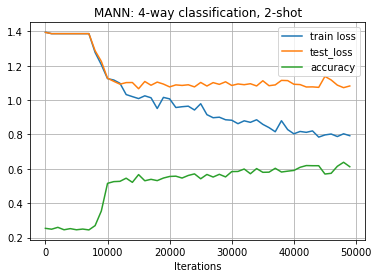 MANN: 4-way classification, 2-shot
train loss
test_loss
accuracy
1.4
1.2
1.0
0.8
0.6
0.4
0.2
0
10000
20000
30000
40000
50000
Iterations